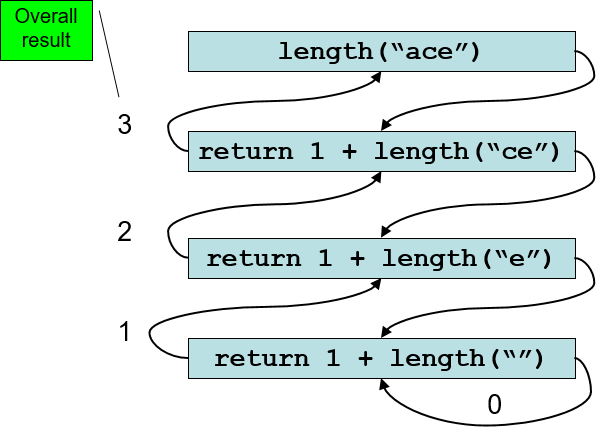 Overall
result
length(“ace”)
3
return 1 + length(“ce”)
2
return 1 + length(“e”)
1
return 1 + length(“”)
0